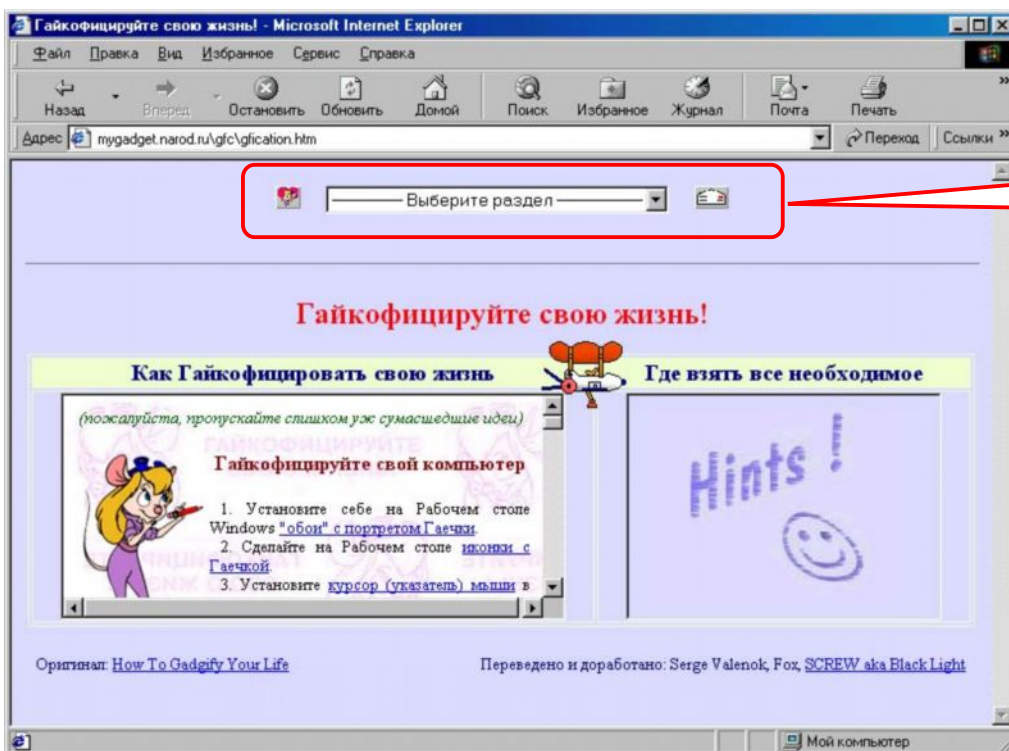 Гайкофицируйте свою жизнь! - Microsoft Internet Explorer
Файл Правка Вид Избранное Сервис Справка
Назад Вперед Остановить Обновить Домой Поиск Избранное Журнал Почта Печать
Адрес mygadget.narod.ru\gfc\gfication.htm Переход Ссылки
Выберите раздел
Гайкофицируйте свою жизнь!
Как Гайкофицировать свою жизнь Где взять все необходимое
(пожалуйста, пропускайте слишком уж сумасшедшие идеи)
Гайкофицируйте свой компьютер
1. Установите себе на Рабочем столе
Windows "обои" с портретом Гаечки.
2. Сделайте на Рабочем столе иконки с
Гаечкой.
3. Установите курсор (указатель) мыши в
Hints!
Оригинал: How To Gadgify Your Life Переведено и доработано: Serge Valenok, Fox, SCREW aka Black Light
Мой компьютер